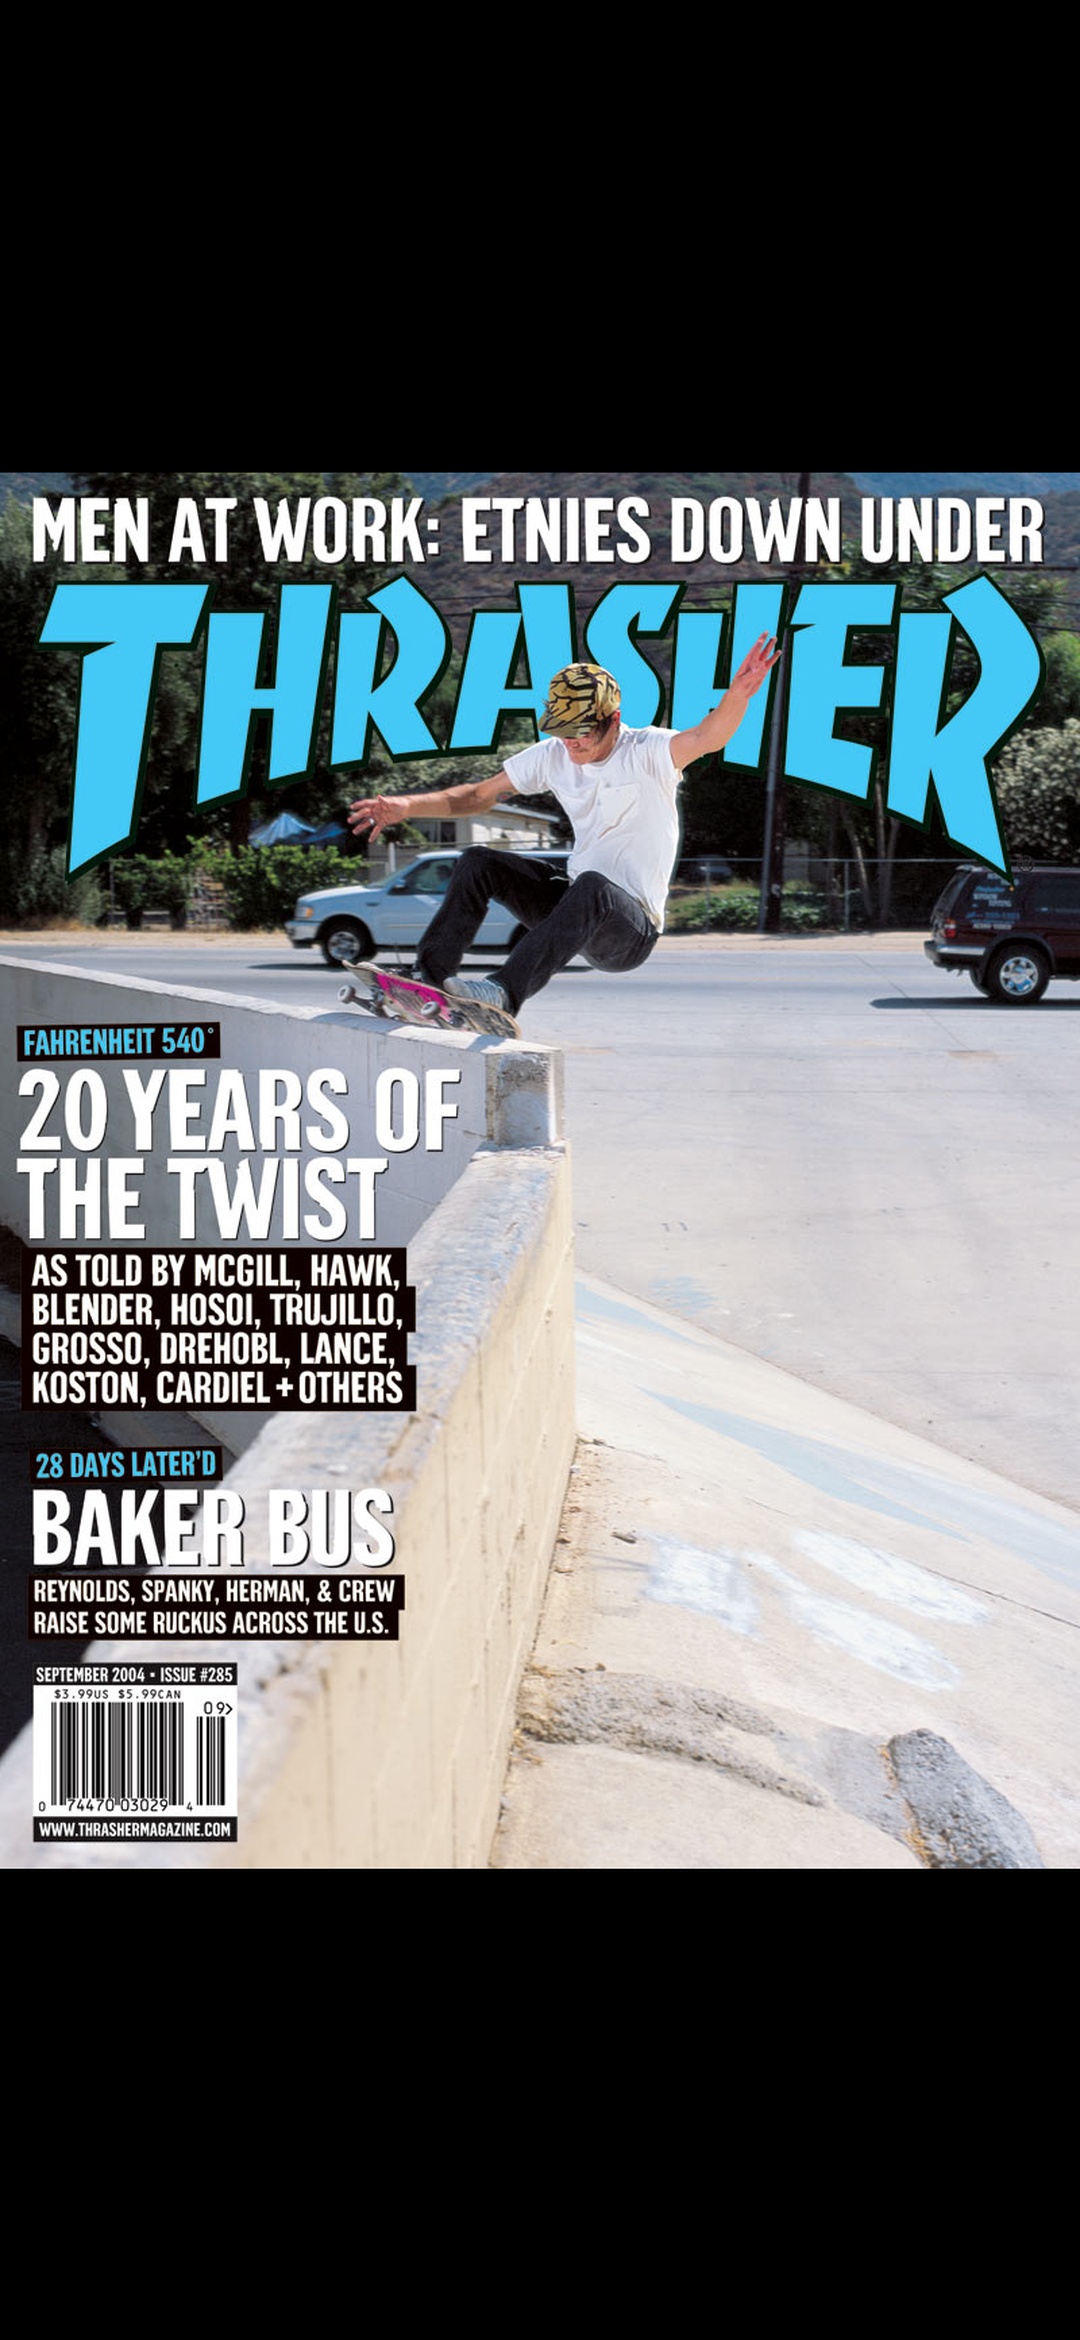 MEN AT WORK: ETNIES DOWN UNDER
THRASHER
FAHRENHEIT 540°
20 YEARS OF
THE TWIST
AS TOLD BY MCGILL, HAWK,
BLENDER, HOSOI, TRUJILLO,
GROSSO, DREHOBL, LANCE,
KOSTON, CARDIEL + OTHERS
28 DAYS LATER'D
BAKER BUS
REYNOLDS, SPANKY, HERMAN, & CREW
RAISE SOME RUCKUS ACROSS THE U.S.
SEPTEMBER 2004 • ISSUE #285
$3.99US $5.99CAN
09>
0 74470 03029 4
WWW.THRASHERMAGAZINE.COM